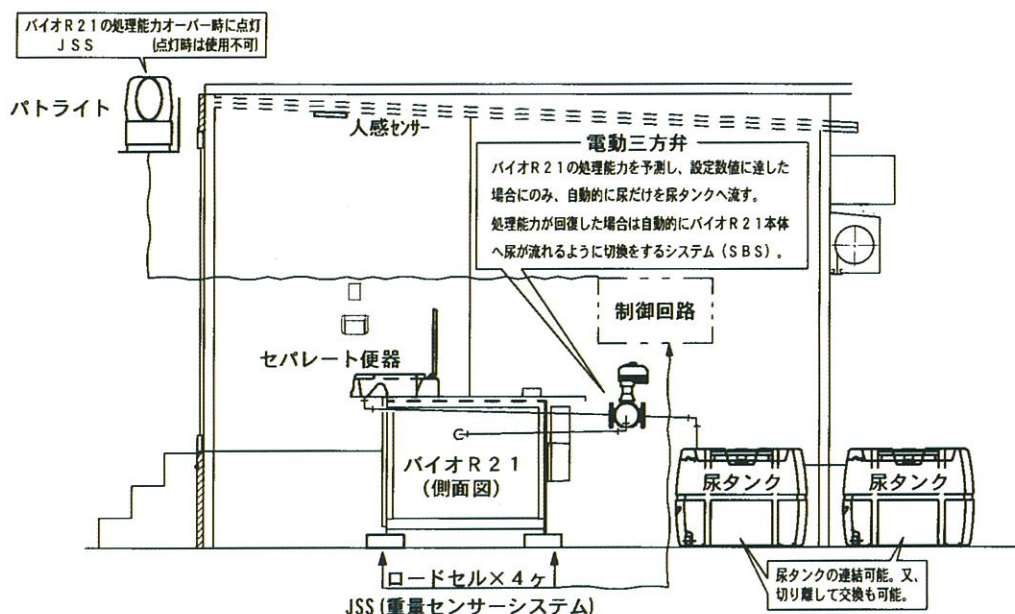 バイオR21の処理能力オーバー時に点灯
JSS (点灯時は使用不可)
パトライト
人感センサー
電動三方弁
バイオR21の処理能力を予測し、設定数値に達した
場合にのみ、自動的に尿だけを尿タンクへ流す。
処理能力が回復した場合は自動的にバイオR21本体
へ尿が流れるように切換をするシステム(SBS)。
制御回路
セパレート便器
バイオR21
(側面図)
尿タンク
尿タンク
ロードセル×4ヶ
JSS(重量センサーシステム)
尿タンクの連結可能。又、
切り離して交換も可能。